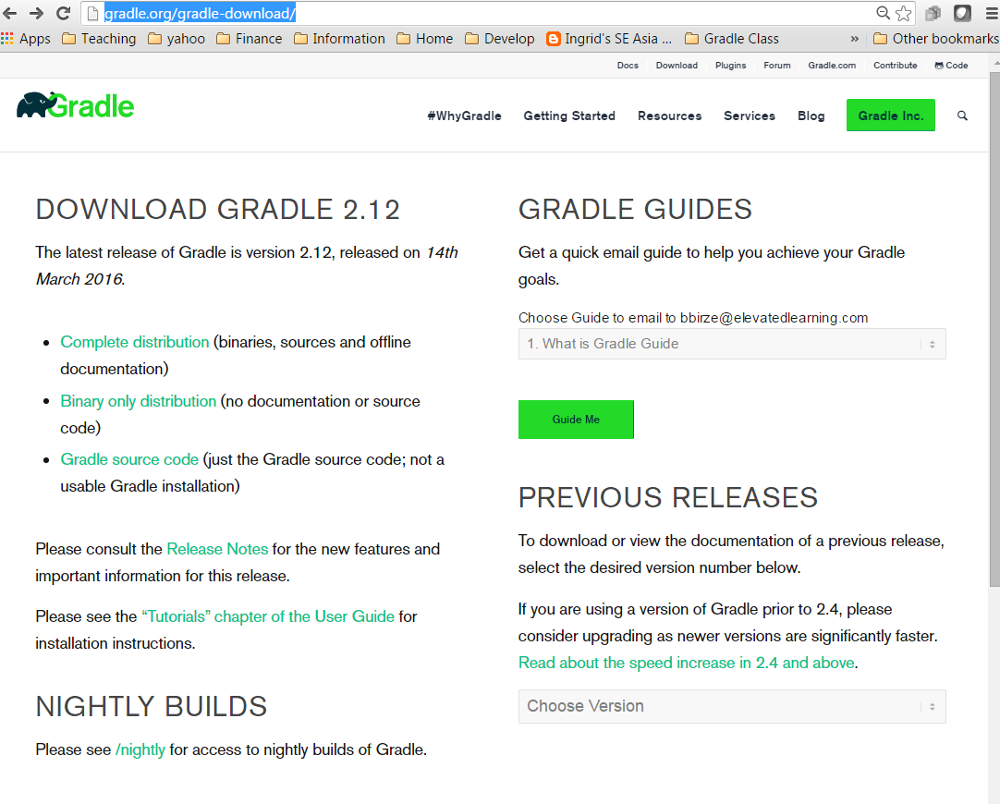 gradle.org/gradle-download/
Apps Teaching yahoo Finance Information Home Develop Ingrid's SE Asia ... Gradle Class » Other bookmarks
Docs Download Plugins Forum Gradle.com Contribute Code
Gradle
#WhyGradle Getting Started Resources Services Blog Gradle Inc.
DOWNLOAD GRADLE 2.12
The latest release of Gradle is version 2.12, released on 14th
March 2016.
• Complete distribution (binaries, sources and offline
documentation)
• Binary only distribution (no documentation or source
code)
• Gradle source code (just the Gradle source code; not a
usable Gradle installation)
Please consult the Release Notes for the new features and
important information for this release.
Please see the “Tutorials” chapter of the User Guide for
installation instructions.
NIGHTLY BUILDS
Please see /nightly for access to nightly builds of Gradle.
GRADLE GUIDES
Get a quick email guide to help you achieve your Gradle
goals.
Choose Guide to email to bbirze@elevatedlearning.com
1. What is Gradle Guide
Guide Me
PREVIOUS RELEASES
To download or view the documentation of a previous release,
select the desired version number below.
If you are using a version of Gradle prior to 2.4, please
consider upgrading as newer versions are significantly faster.
Read about the speed increase in 2.4 and above.
Choose Version